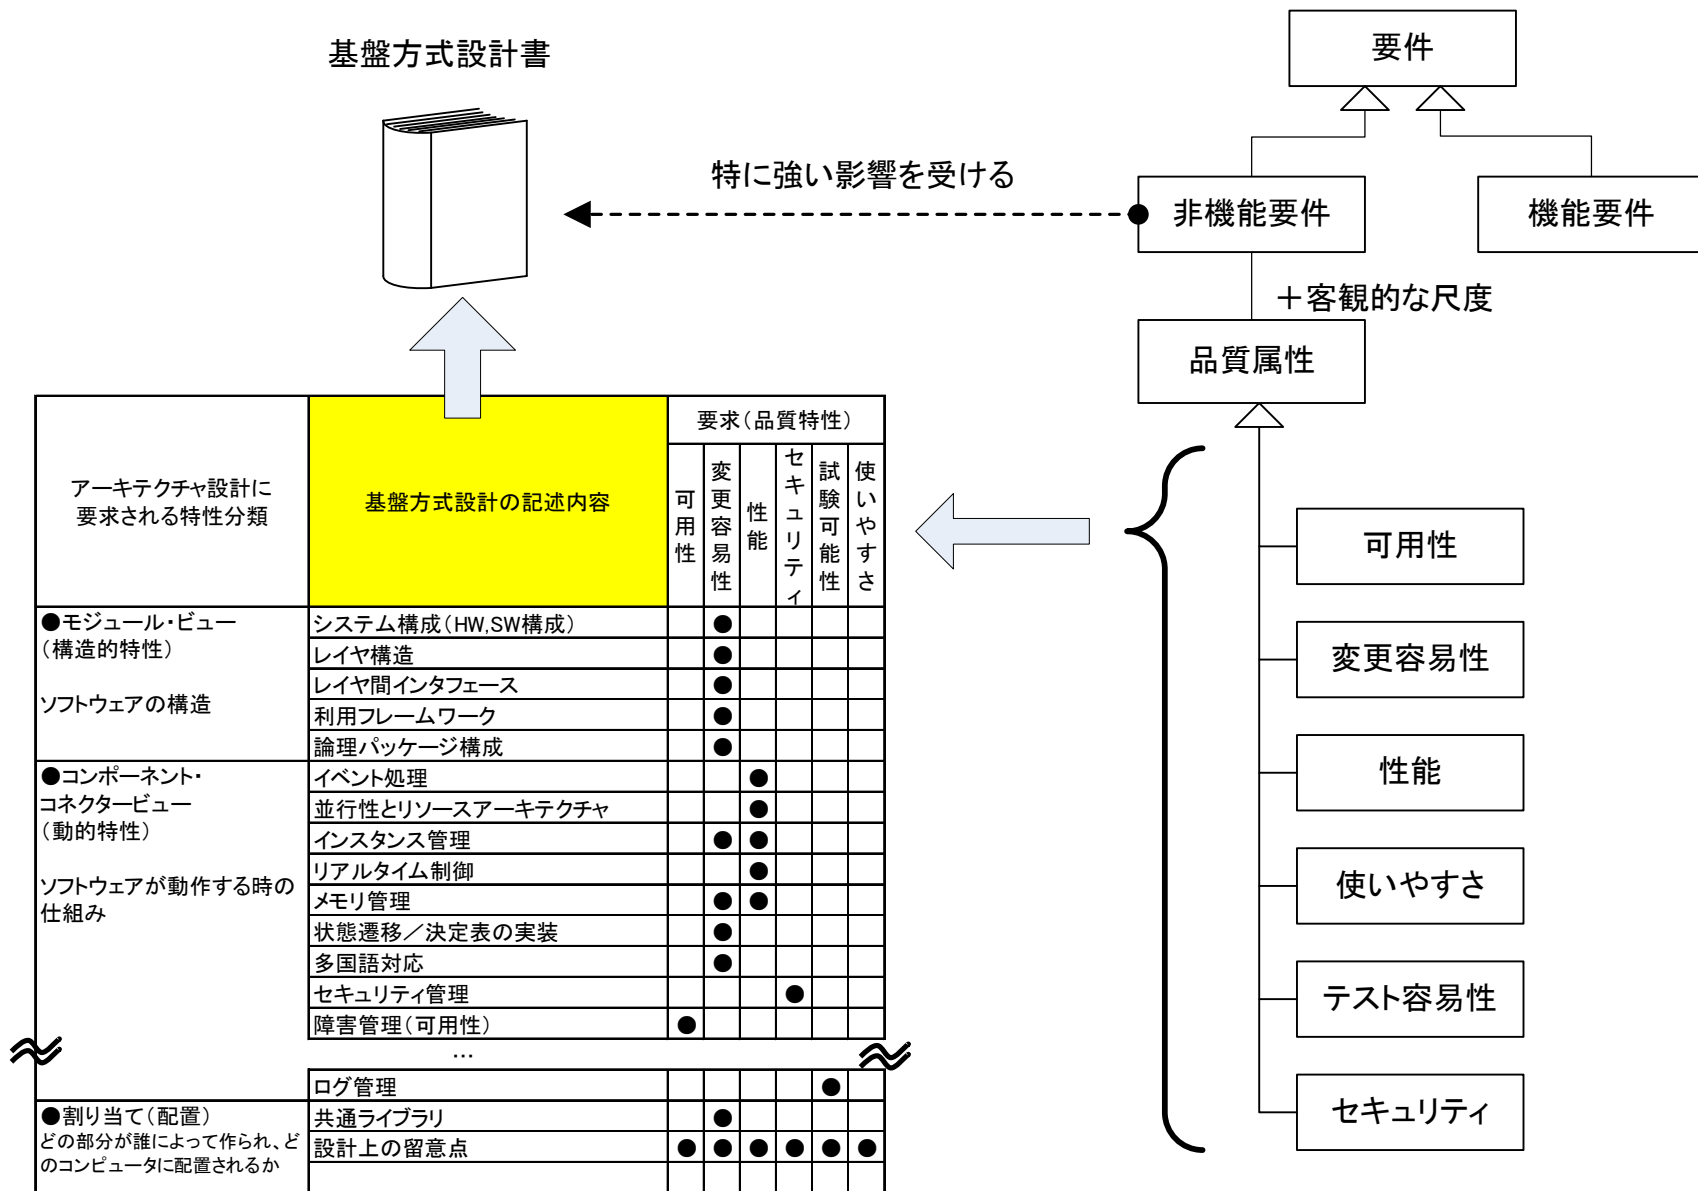 基盤方式設計書
要件
特に強い影響を受ける
非機能要件
機能要件
＋客観的な尺度
品質属性
可用性
変更容易性
性能
使いやすさ
テスト容易性
セキュリティ
アーキテクチャ設計に
要求される特性分類
基盤方式設計の記述内容
要求（品質特性）
可用性
変更容易性
性能
セキュリティ
試験可能性
使いやすさ
●モジュール・ビュー
（構造的特性）
ソフトウェアの構造
システム構成（HW,SW構成） ●
レイヤ構造 ●
レイヤ間インタフェース ●
利用フレームワーク ●
論理パッケージ構成 ●
●コンポーネント・
コネクタービュー
（動的特性）
ソフトウェアが動作する時の
仕組み
イベント処理 ●
並行性とリソースアーキテクチャ ●
インスタンス管理 ● ●
リアルタイム制御 ●
メモリ管理 ● ●
状態遷移／決定表の実装 ●
多国語対応 ●
セキュリティ管理 ●
障害管理（可用性） ●
…
ログ管理 ●
●割り当て（配置）
どの部分が誰によって作られ、ど
のコンピュータに配置されるか
共通ライブラリ ●
設計上の留意点 ● ● ● ● ● ●